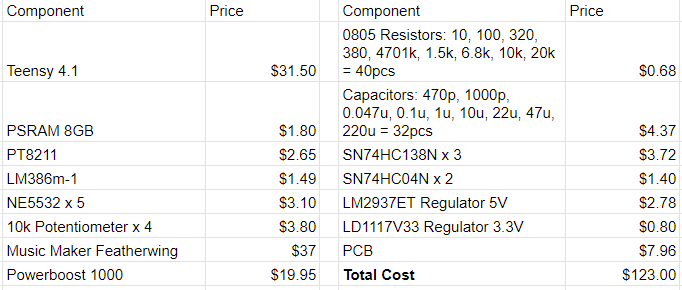 Component Price Component Price
Teensy 4.1 $31.50 0805 Resistors: 10, 100, 320,
380, 4701k, 1.5k, 6.8k, 10k, 20k
= 40pcs $0.68
PSRAM 8GB $1.80 Capacitors: 470p, 1000p,
0.047u, 0.1u, 1u, 10u, 22u, 47u,
220u = 32pcs $4.37
PT8211 $2.65 SN74HC138N x 3 $3.72
LM386m-1 $1.49 SN74HC04N x 2 $1.40
NE5532 x 5 $3.10 LM2937ET Regulator 5V $2.78
10k Potentiometer x 4 $3.80 LD1117V33 Regulator 3.3V $0.80
Music Maker Featherwing $37 PCB $7.96
Powerboost 1000 $19.95 Total Cost $123.00